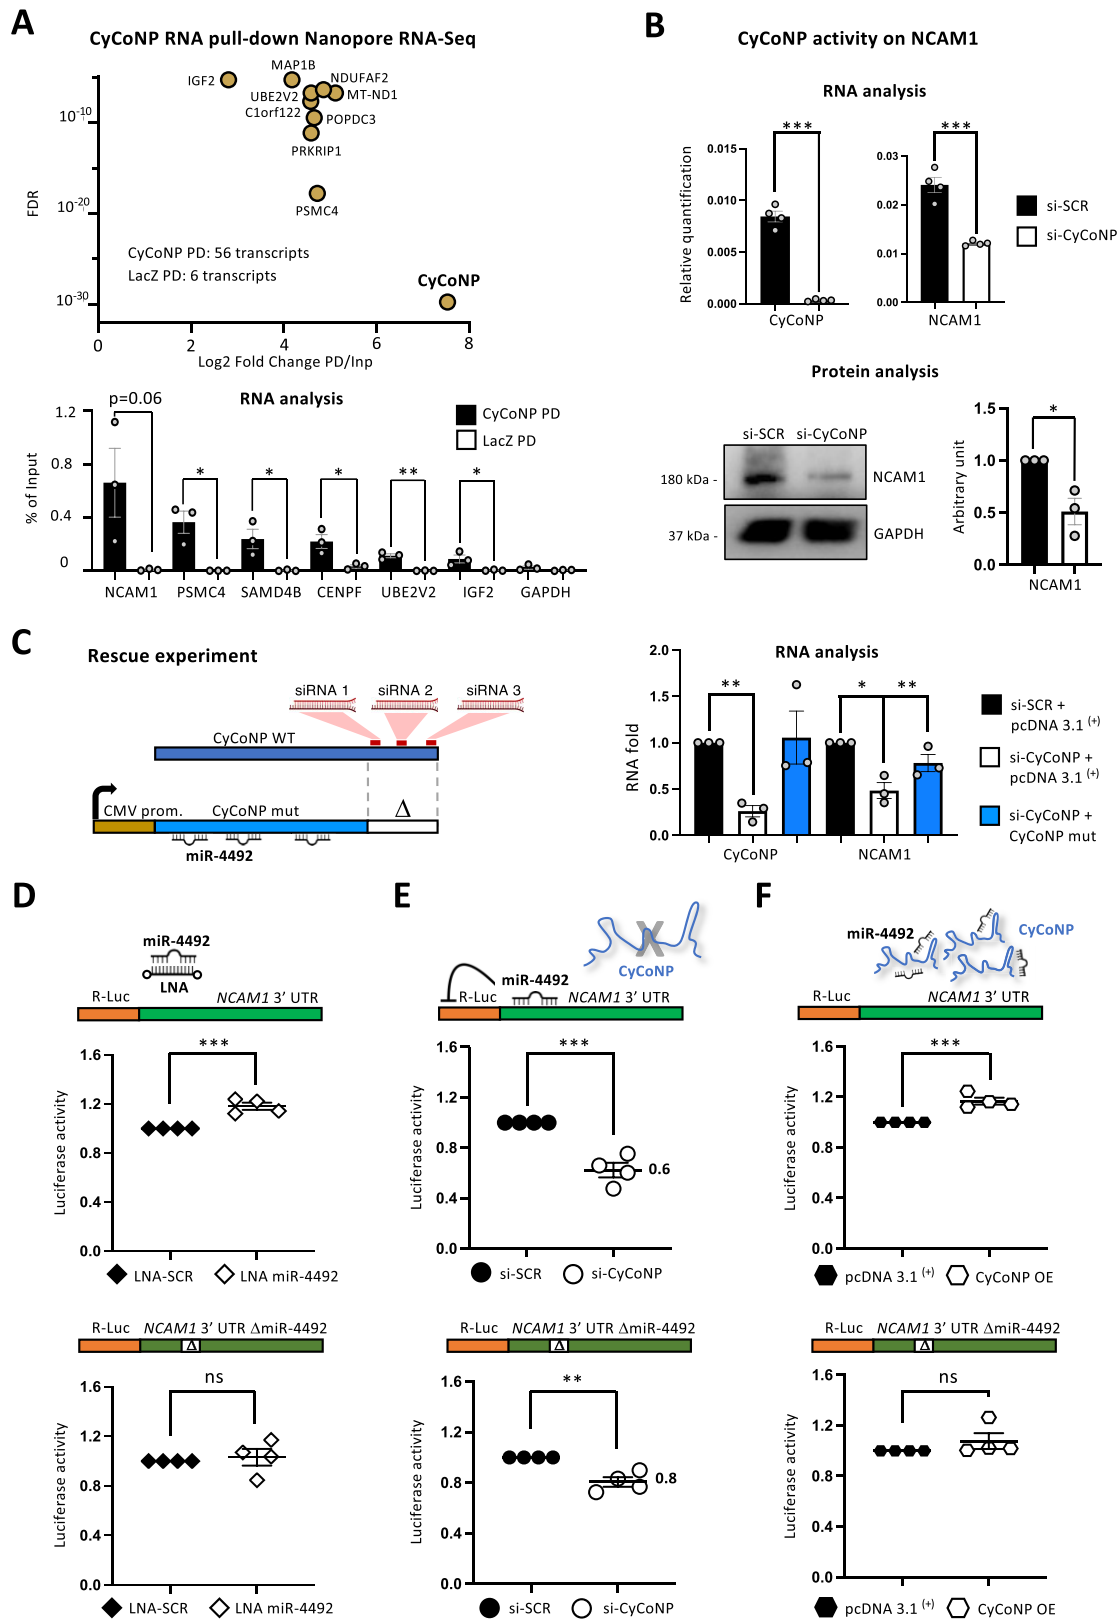 A
CyCoNP RNA pull-down Nanopore RNA-Seq
FDR
10⁻¹⁰
10⁻²⁰
10⁻³⁰
IGF2
MAP1B
NDUFAF2
UBE2V2
MT-ND1
C1orf122
POPDC3
PRKRIP1
PSMC4
CyCoNP PD: 56 transcripts
LacZ PD: 6 transcripts
CyCoNP
0 2 4 6 8
Log2 Fold Change PD/Inp
RNA analysis
% of Input
1.2
0.8
0.4
0
p=0.06
* * * ** *
CyCoNP PD
LacZ PD
NCAM1 PSMC4 SAMD4B CENPF UBE2V2 IGF2 GAPDH
B
CyCoNP activity on NCAM1
RNA analysis
Relative quantification
0.015
0.010
0.005
0.000
***
CyCoNP
0.03
0.02
0.01
0.00
***
NCAM1
si-SCR
si-CyCoNP
Protein analysis
si-SCR si-CyCoNP
180 kDa -
NCAM1
37 kDa -
GAPDH
Arbitrary unit
1.5
1.0
0.5
0.0
*
NCAM1
C
Rescue experiment
siRNA 1 siRNA 2 siRNA 3
CyCoNP WT
CMV prom. CyCoNP mut Δ
miR-4492
RNA analysis
RNA fold
2.0
1.5
1.0
0.5
0.0
** * **
CyCoNP NCAM1
si-SCR +
pcDNA 3.1 (+)
si-CyCoNP +
pcDNA 3.1 (+)
si-CyCoNP +
CyCoNP mut
D
miR-4492
LNA
R-Luc NCAM1 3' UTR
Luciferase activity
1.6
1.2
0.8
0.4
0.0
***
LNA-SCR LNA miR-4492
R-Luc NCAM1 3' UTR ΔmiR-4492
Δ
Luciferase activity
1.6
1.2
0.8
0.4
0.0
ns
LNA-SCR LNA miR-4492
E
X
CyCoNP
miR-4492
R-Luc NCAM1 3' UTR
Luciferase activity
1.6
1.2
0.8
0.4
0.0
***
0.6
si-SCR si-CyCoNP
R-Luc NCAM1 3' UTR ΔmiR-4492
Δ
Luciferase activity
1.6
1.2
0.8
0.4
0.0
**
0.8
si-SCR si-CyCoNP
F
miR-4492
CyCoNP
R-Luc NCAM1 3' UTR
Luciferase activity
1.6
1.2
0.8
0.4
0.0
***
pcDNA 3.1 (+) CyCoNP OE
R-Luc NCAM1 3' UTR ΔmiR-4492
Δ
Luciferase activity
1.6
1.2
0.8
0.4
0.0
ns
pcDNA 3.1 (+) CyCoNP OE